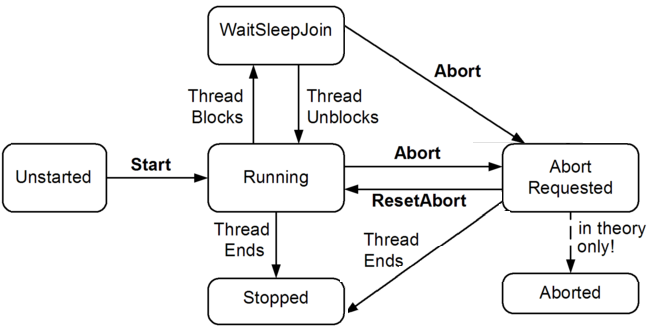 WaitSleepJoin
Abort
Thread
Blocks
Thread
Unblocks
Unstarted
Start
Running
Abort
ResetAbort
Abort
Requested
Thread
Ends
Thread
Ends
in theory
only!
Stopped
Aborted